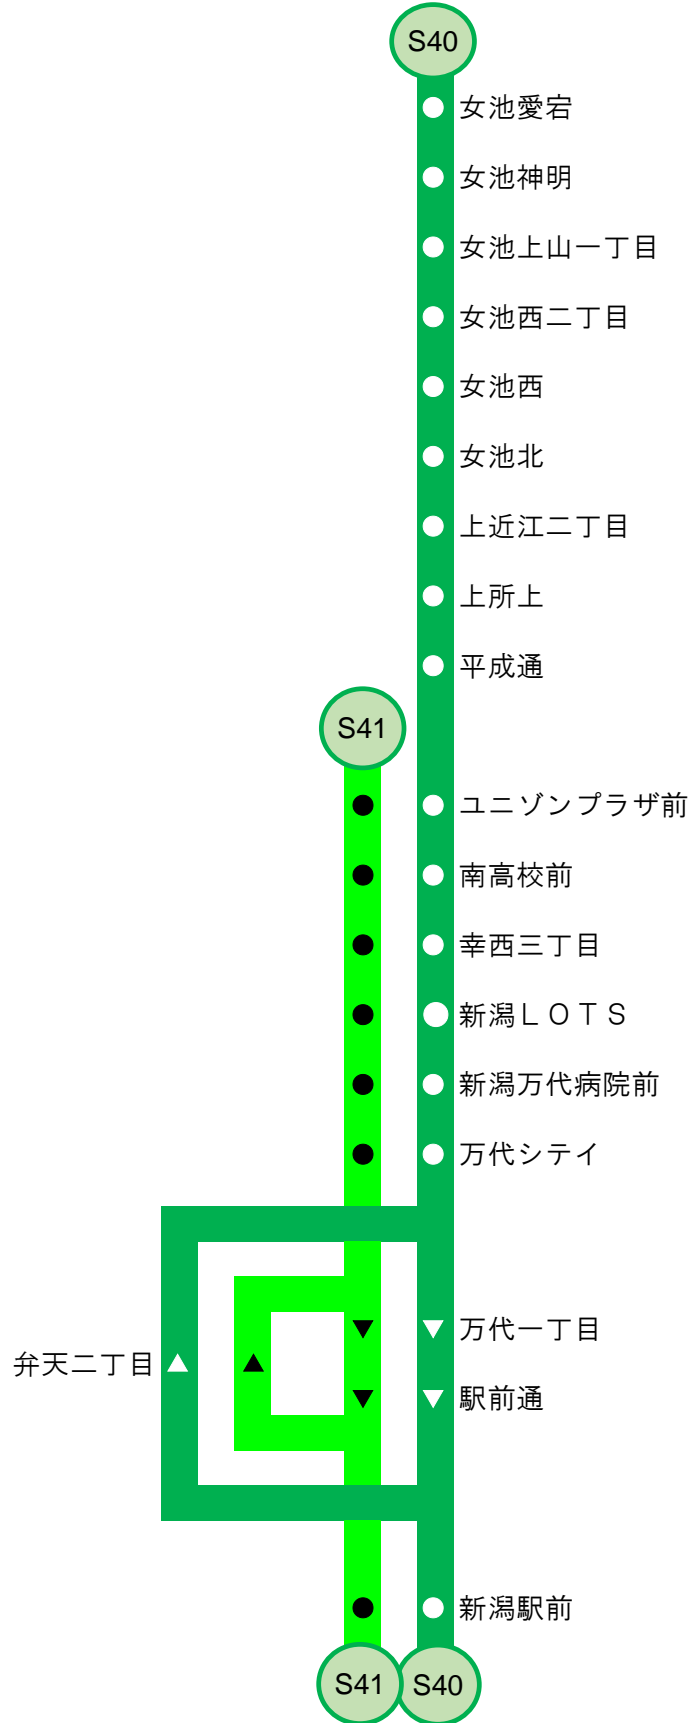 S40
女池愛宕
女池神明
女池上山一丁目
女池西二丁目
女池西
女池北
上近江二丁目
上所上
平成通
S41
ユニゾンプラザ前
南高校前
幸西三丁目
新潟ＬＯＴＳ
新潟万代病院前
万代シテイ
万代一丁目
弁天二丁目
駅前通
新潟駅前
S41
S40